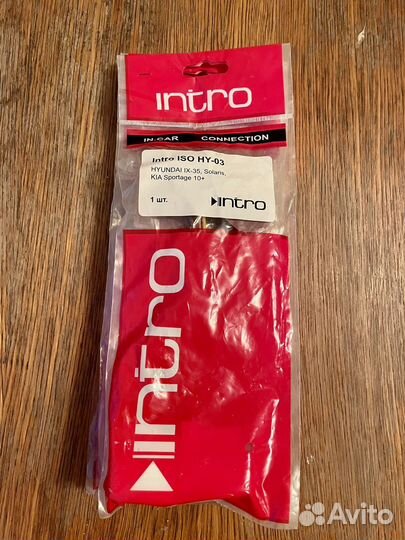 intro
IN-CAR CONNECTION
Intro ISO HY-03
HYUNDAI IX-35, Solaris,
KIA Sportage 10+
1 шт.
intro
intro
Avito